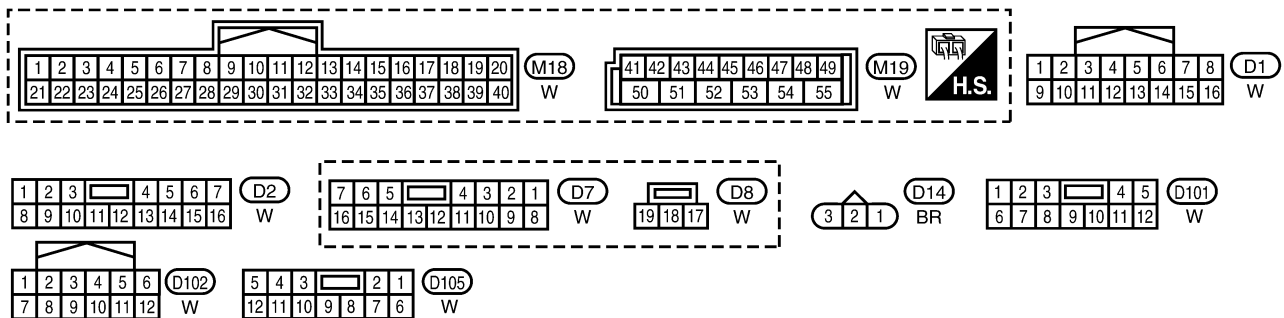 1 2 3 4 5 6 7 8 9 10 11 12 13 14 15 16 17 18 19 20 M18
21 22 23 24 25 26 27 28 29 30 31 32 33 34 35 36 37 38 39 40 W
41 42 43 44 45 46 47 48 49 M19
50 51 52 53 54 55 W
H.S.
1 2 3 4 5 6 7 8 D1
9 10 11 12 13 14 15 16 W
1 2 3 4 5 6 7 D2
8 9 10 11 12 13 14 15 16 W
7 6 5 4 3 2 1 D7
16 15 14 13 12 11 10 9 8 W
D8
19 18 17 W
D14
3 2 1 BR
1 2 3 4 5 D101
6 7 8 9 10 11 12 W
1 2 3 4 5 6 D102
7 8 9 10 11 12 W
5 4 3 2 1 D105
12 11 10 9 8 7 6 W